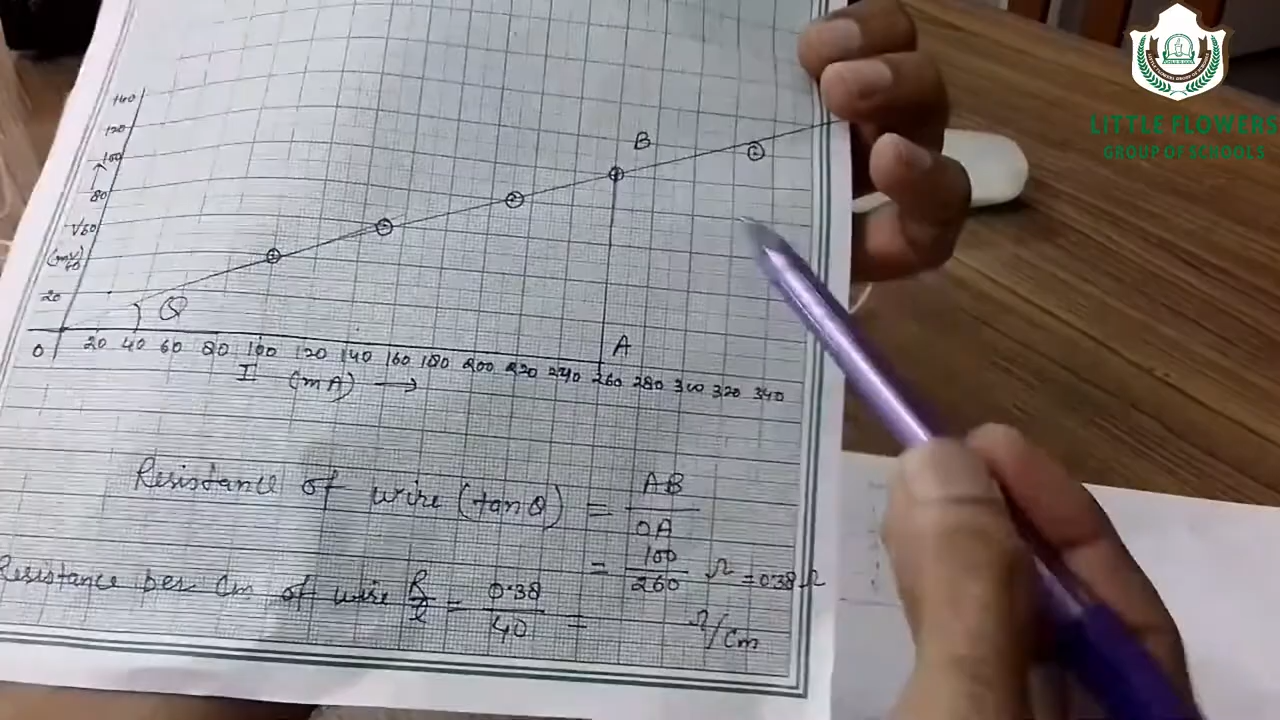 LITTLE FLOWERS
GROUP OF SCHOOLS
140
120
100
80
V 60
(mV)
40
20
B
A
θ
0 20 40 60 80 100 120 140 160 180 200 220 240 260 280 300 320 340
I (mA) →
Resistance of wire (tanθ) = AB / OA
= 100 / 260 Ω = 0.38 Ω
Resistance per cm of wire R/l = 0.38 / 40 = Ω/cm